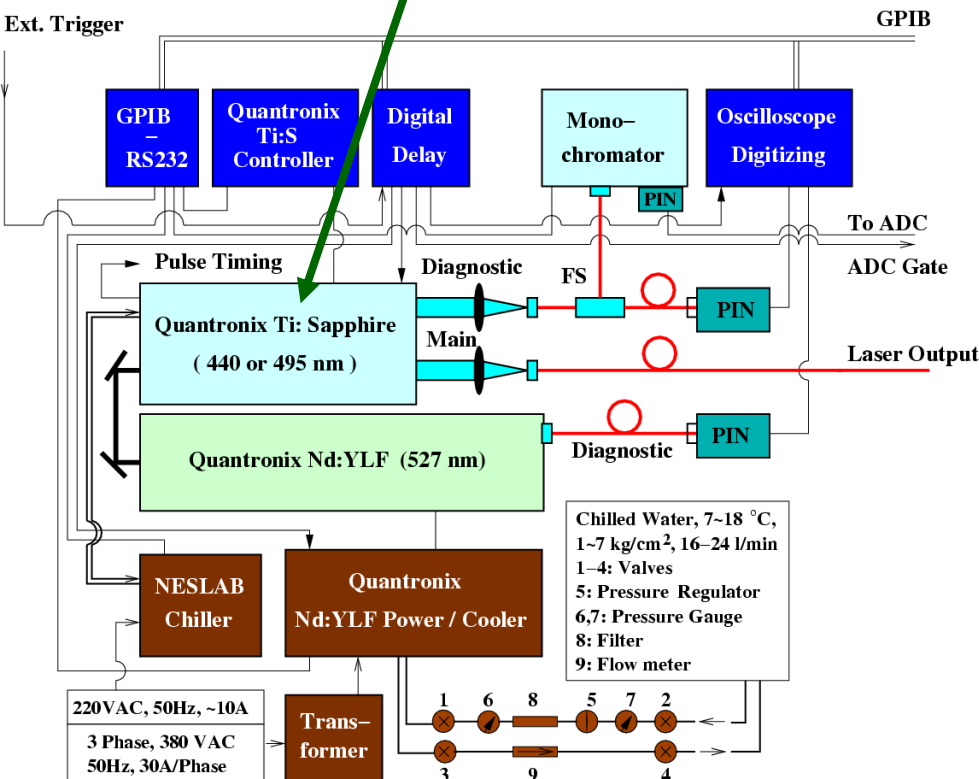 Ext. Trigger
GPIB
GPIB
–
RS232
Quantronix
Ti:S
Controller
Digital
Delay
Mono–
chromator
Oscilloscope
Digitizing
PIN
To ADC
ADC Gate
Pulse Timing
Diagnostic
FS
PIN
Quantronix Ti: Sapphire
( 440 or 495 nm )
Main
Laser Output
Quantronix Nd:YLF (527 nm)
PIN
Diagnostic
Chilled Water, 7~18 °C,
1~7 kg/cm², 16–24 l/min
1–4: Valves
5: Pressure Regulator
6,7: Pressure Gauge
8: Filter
9: Flow meter
NESLAB
Chiller
Quantronix
Nd:YLF Power / Cooler
220VAC, 50Hz, ~10A
3 Phase, 380 VAC
50Hz, 30A/Phase
Trans–
former
1 6 8 5 7 2
3 9 4